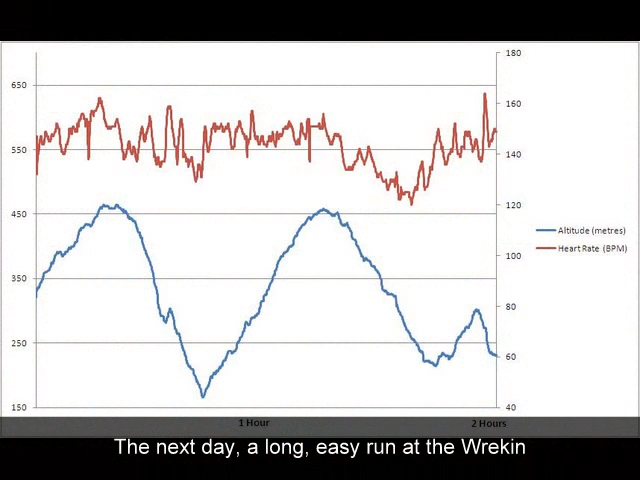 180
650
160
550
140
450
120
Altitude (metres)
Heart Rate (BPM)
100
350
80
250
60
150
40
1 Hour
2 Hours
The next day, a long, easy run at the Wrekin